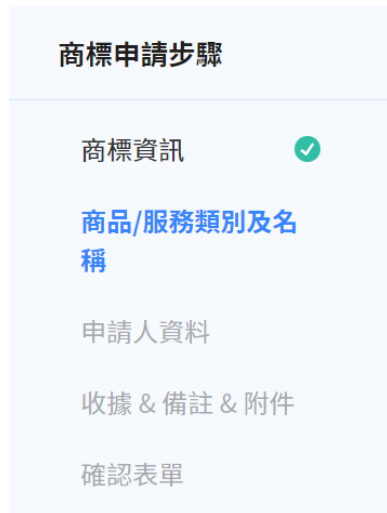 商標申請步驟
商標資訊
商品/服務類別及名
稱
申請人資料
收據 & 備註 & 附件
確認表單